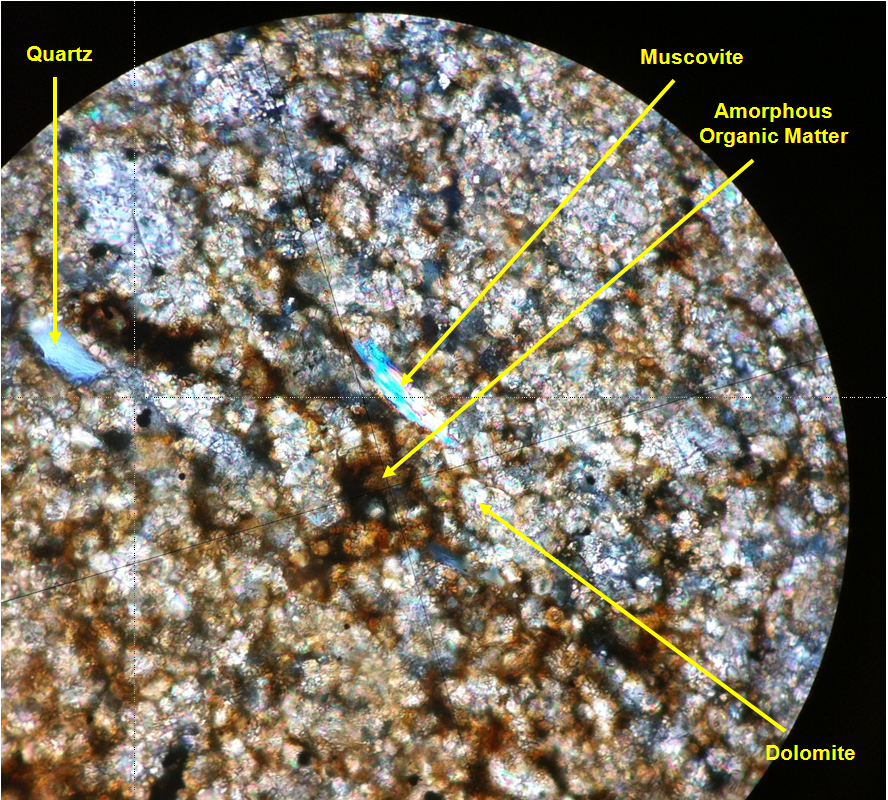 Quartz
Muscovite
Amorphous
Organic Matter
Dolomite